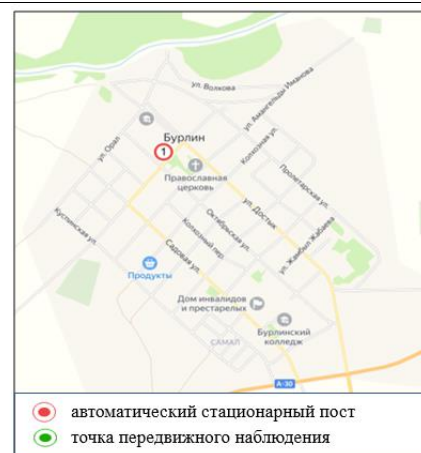 ул. Волкова
ул. Амангельды Иманова
Бурлин
ул. Орал
1
Колхозная ул.
Православная
церковь
Пролетарская ул.
Куспинская ул.
Октябрьская ул.
ул. Достык
Колхозный пер.
ул. Жамбыл Жабаева
Садовая ул.
Продукты
Дом инвалидов
и престарелых
Бурлинский
колледж
САМАЛ
А-30
автоматический стационарный пост
точка передвижного наблюдения